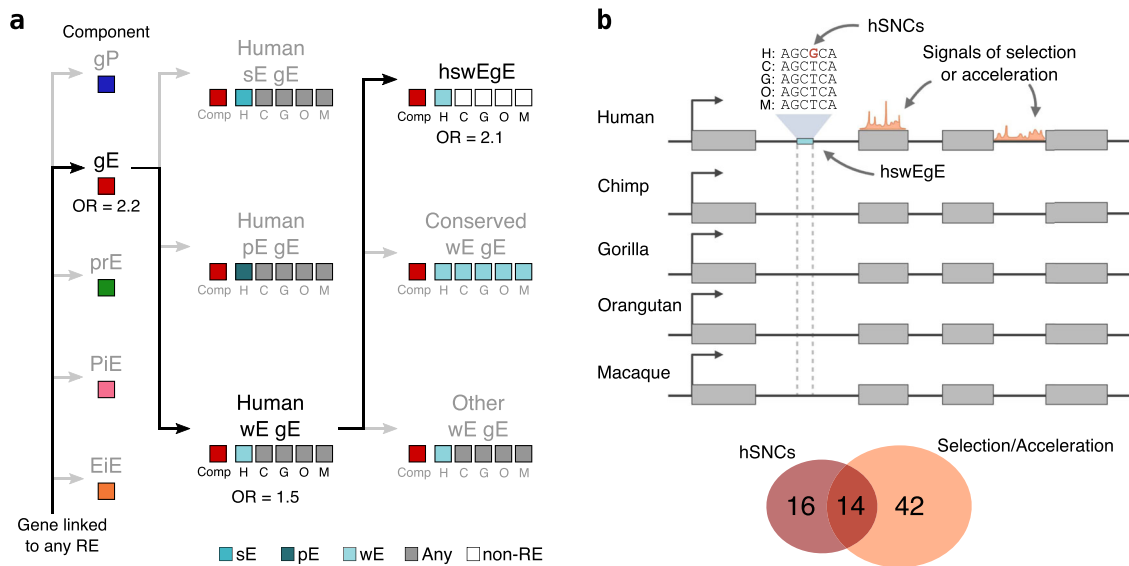 a
Component
gP
gE
OR = 2.2
prE
PiE
EiE
Gene linked
to any RE
Human
sE gE
Comp H C G O M
Human
pE gE
Comp H C G O M
Human
wE gE
Comp H C G O M
OR = 1.5
hswEgE
Comp H C G O M
OR = 2.1
Conserved
wE gE
Comp H C G O M
Other
wE gE
Comp H C G O M
sE pE wE Any non-RE
b
hSNCs
H: AGCGCA
C: AGCTCA
G: AGCTCA
O: AGCTCA
M: AGCTCA
Signals of selection
or acceleration
Human
hswEgE
Chimp
Gorilla
Orangutan
Macaque
hSNCs
Selection/Acceleration
16 14 42